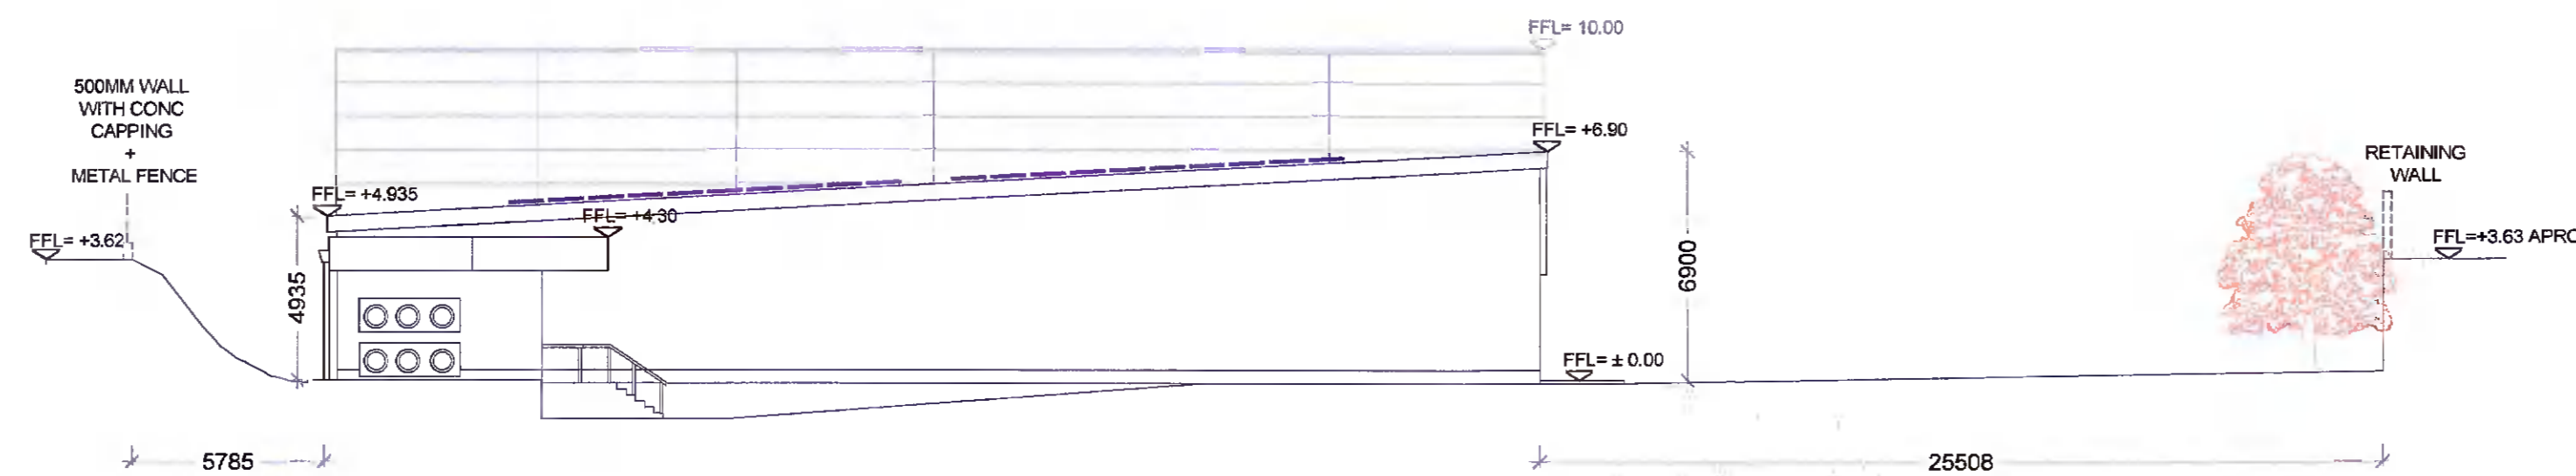 FFL= 10.00
500MM WALL
WITH CONC
CAPPING
+
METAL FENCE
FFL= +6.90
RETAINING
WALL
FFL= +4.935
FFL= +4.30
FFL= +3.62
FFL=+3.63 APRO
4935
6900
FFL= ± 0.00
5785
25508